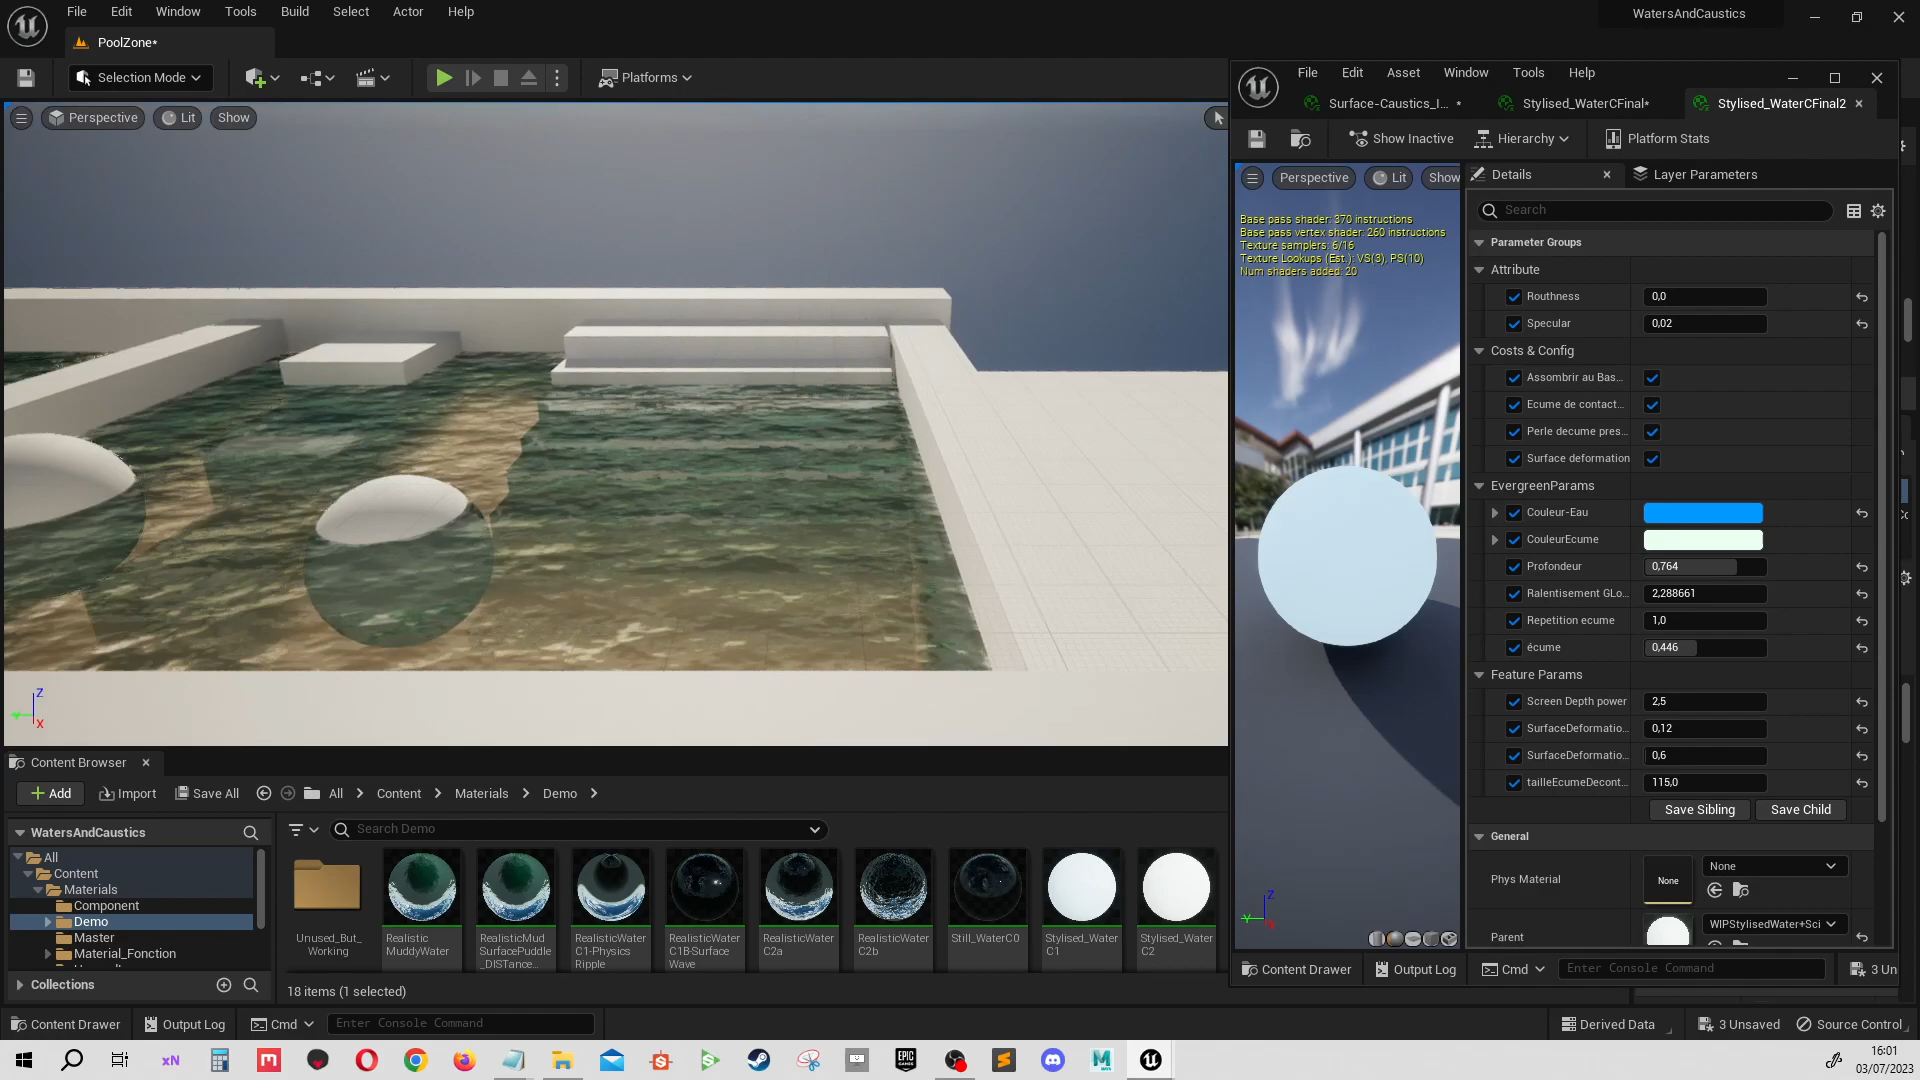 File Edit Window Tools Build Select Actor Help
WatersAndCaustics
PoolZone*
Selection Mode
Platforms
Perspective Lit Show
File Edit Asset Window Tools Help
Surface-Caustics_I... * Stylised_WaterCFinal* Stylised_WaterCFinal2
Show Inactive Hierarchy Platform Stats
Perspective Lit Show
Base pass shader: 370 instructions
Base pass vertex shader: 260 instructions
Texture samplers: 6/16
Texture Lookups (Est.): VS(3), PS(10)
Num shaders added: 20
Details Layer Parameters
Search
Parameter Groups
Attribute
Routhness 0,0
Specular 0,02
Costs & Config
Assombrir au Bas...
Ecume de contact...
Perle decume pres...
Surface deformation
EvergreenParams
Couleur-Eau
CouleurEcume
Profondeur 0,764
Ralentisement GLo... 2,288661
Repetition ecume 1,0
écume 0,446
Feature Params
Screen Depth power 2,5
SurfaceDeformatio... 0,12
SurfaceDeformatio... 0,6
tailleEcumeDecont... 115,0
Save Sibling Save Child
General
Phys Material None None
Parent WIPStylisedWater+Sci
Content Drawer Output Log Cmd Enter Console Command 3 Un
Z
X
Z
Y
Content Browser
Add Import Save All All Content Materials Demo
WatersAndCaustics
All
Content
Materials
Component
Demo
Master
Material_Fonction
Collections
Search Demo
Unused_But_
Working
Realistic
MuddyWater
RealisticMud
SurfacePuddle
_DISTance...
RealisticWater
C1-Physics
Ripple
RealisticWater
C1B-Surface
Wave
RealisticWater
C2a
RealisticWater
C2b
Still_WaterC0
Stylised_Water
C1
Stylised_Water
C2
18 items (1 selected)
Content Drawer Output Log Cmd Enter Console Command Derived Data 3 Unsaved Source Control
xN
EPIC
GAMES
16:01
03/07/2023